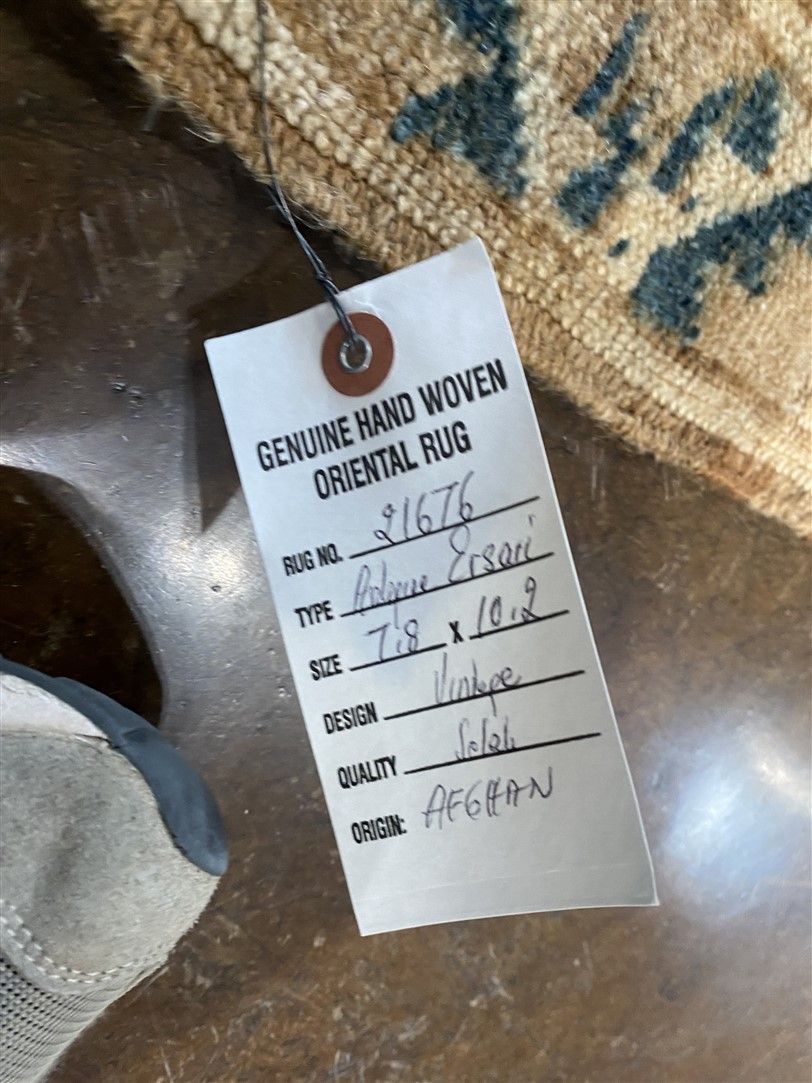 GENUINE HAND WOVEN
ORIENTAL RUG
RUG NO. 21676
TYPE Ersari
SIZE 7.8 X 10.2
DESIGN Vintage
QUALITY
ORIGIN: AFGHAN